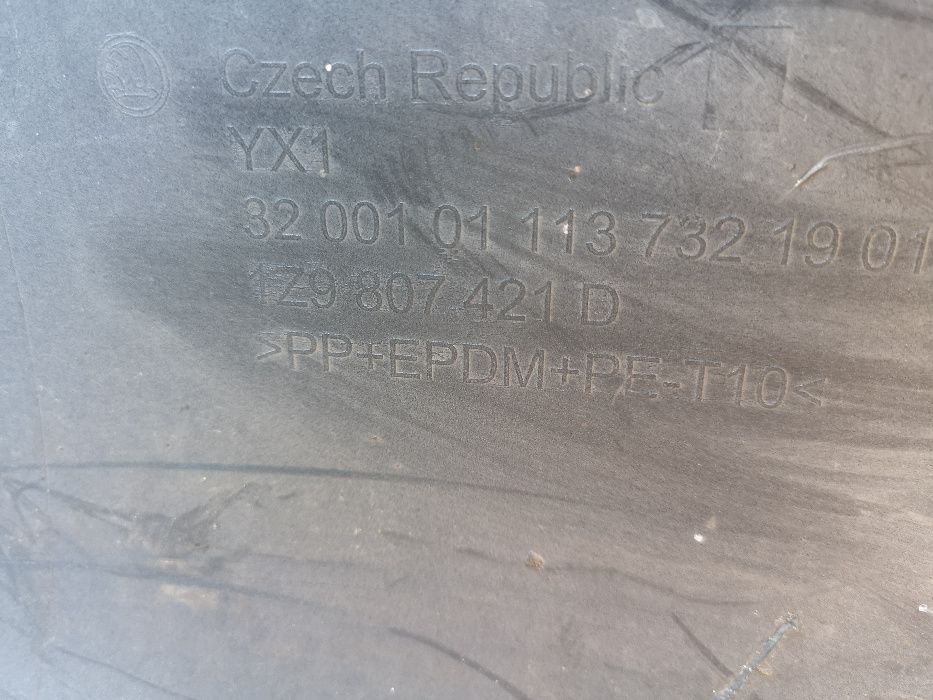 Czech Republic
YX1
32 001 01 113 732 19 01
1Z9 807 421 D
>PP+EPDM+PE-T10<